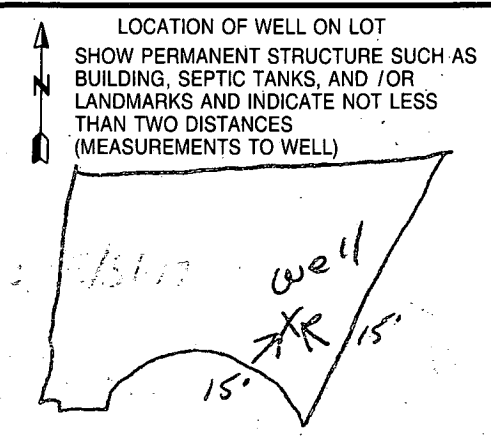 LOCATION OF WELL ON LOT
SHOW PERMANENT STRUCTURE SUCH AS
BUILDING, SEPTIC TANKS, AND /OR
LANDMARKS AND INDICATE NOT LESS
THAN TWO DISTANCES
(MEASUREMENTS TO WELL)
N
well
X
15'
15'